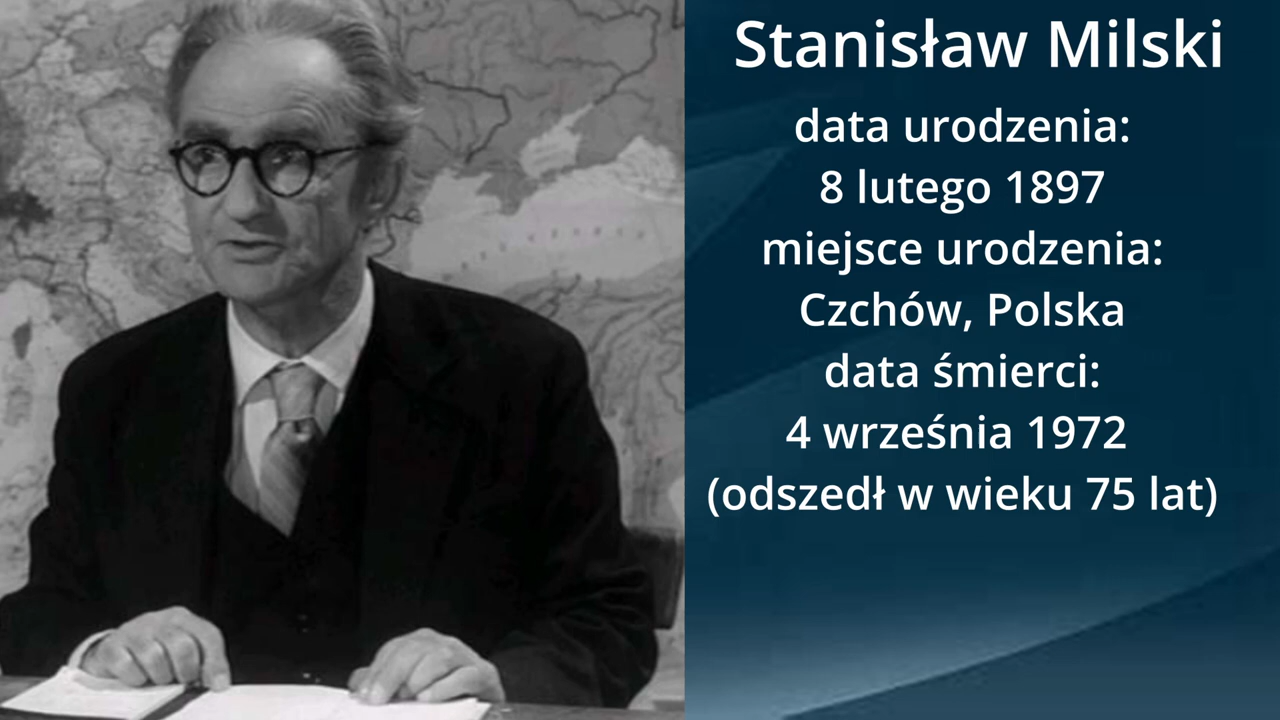 Stanisław Milski
data urodzenia:
8 lutego 1897
miejsce urodzenia:
Czchów, Polska
data śmierci:
4 września 1972
(odszedł w wieku 75 lat)